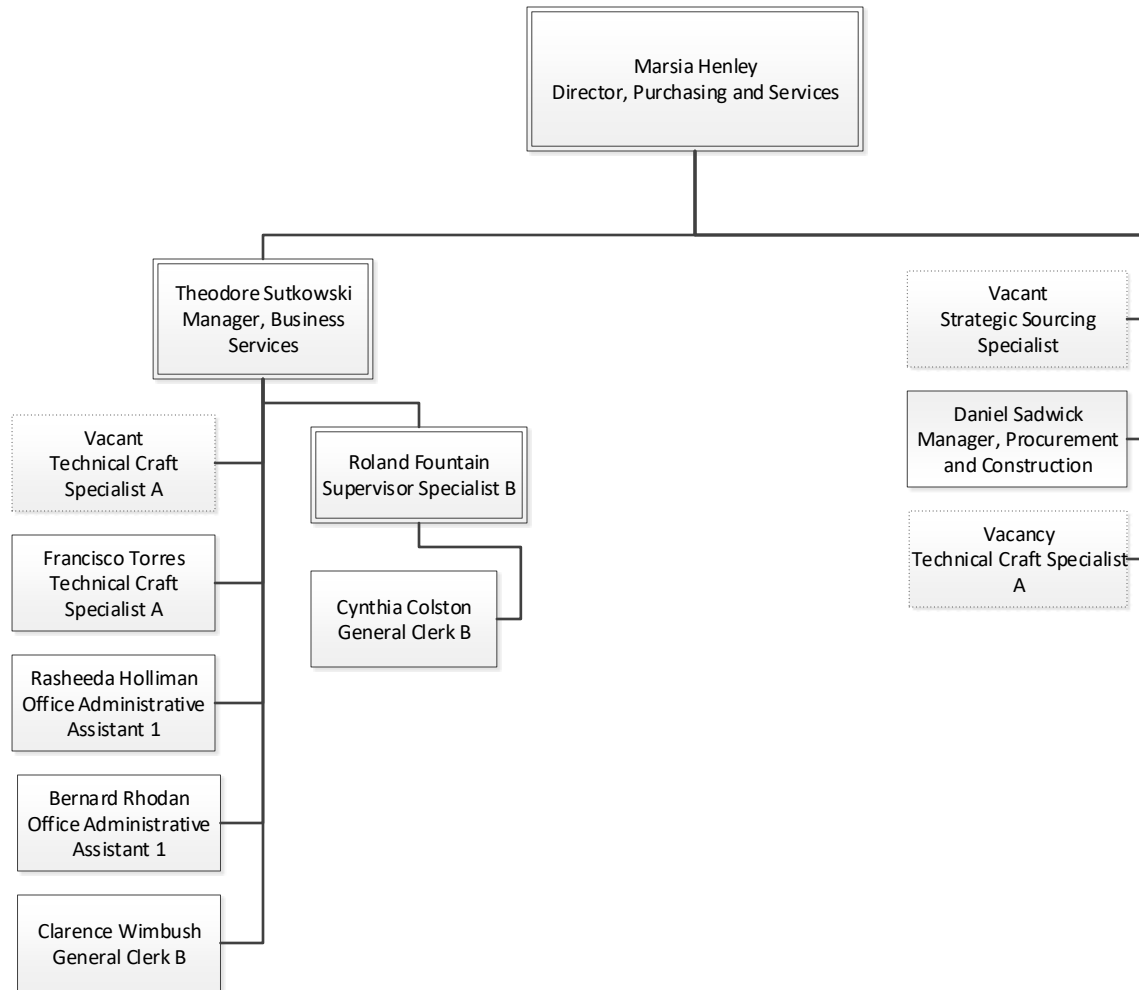 Marsia Henley
Director, Purchasing and Services
Theodore Sutkowski
Manager, Business
Services
Vacant
Strategic Sourcing
Specialist
Daniel Sadwick
Manager, Procurement
and Construction
Vacancy
Technical Craft Specialist
A
Vacant
Technical Craft
Specialist A
Roland Fountain
Supervisor Specialist B
Francisco Torres
Technical Craft
Specialist A
Cynthia Colston
General Clerk B
Rasheeda Holliman
Office Administrative
Assistant 1
Bernard Rhodan
Office Administrative
Assistant 1
Clarence Wimbush
General Clerk B